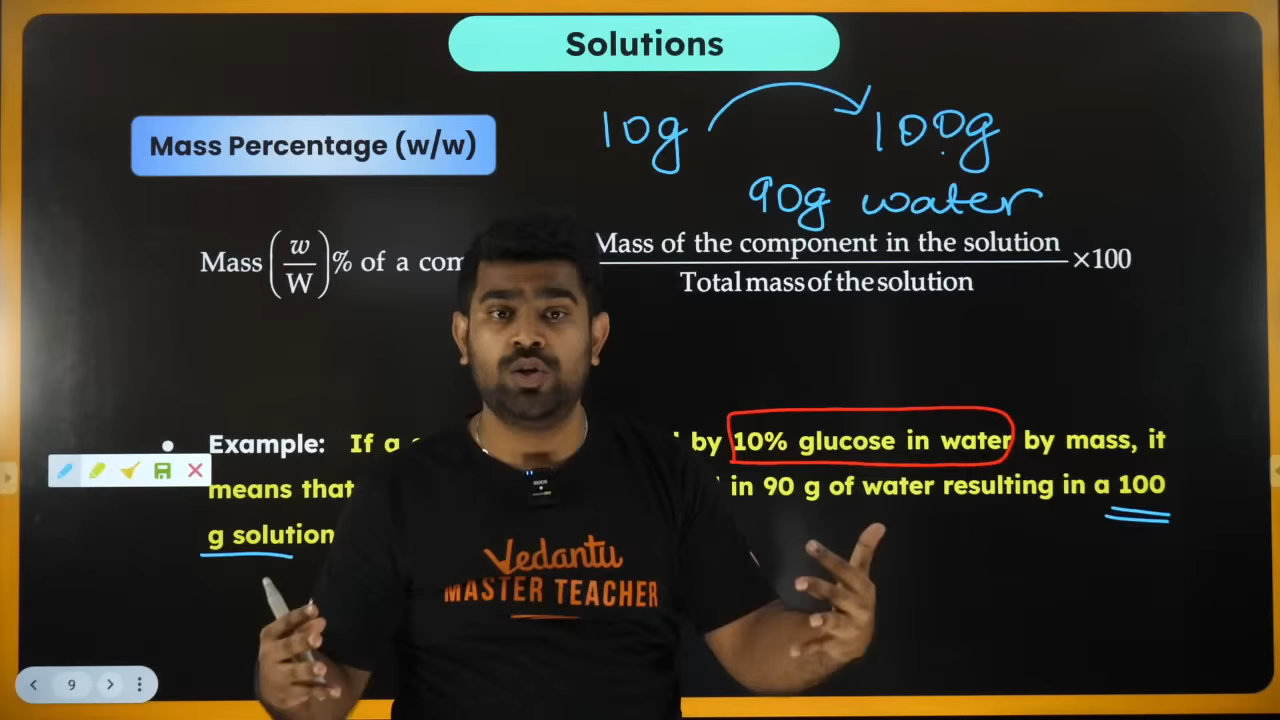 Solutions
Mass Percentage (w/w)
10g 100g
90g water
Mass (w/W)% of a com Mass of the component in the solution / Total mass of the solution ×100
Example: If a by 10% glucose in water by mass, it
means that in 90 g of water resulting in a 100
g solution
Vedantu
MASTER TEACHER
9